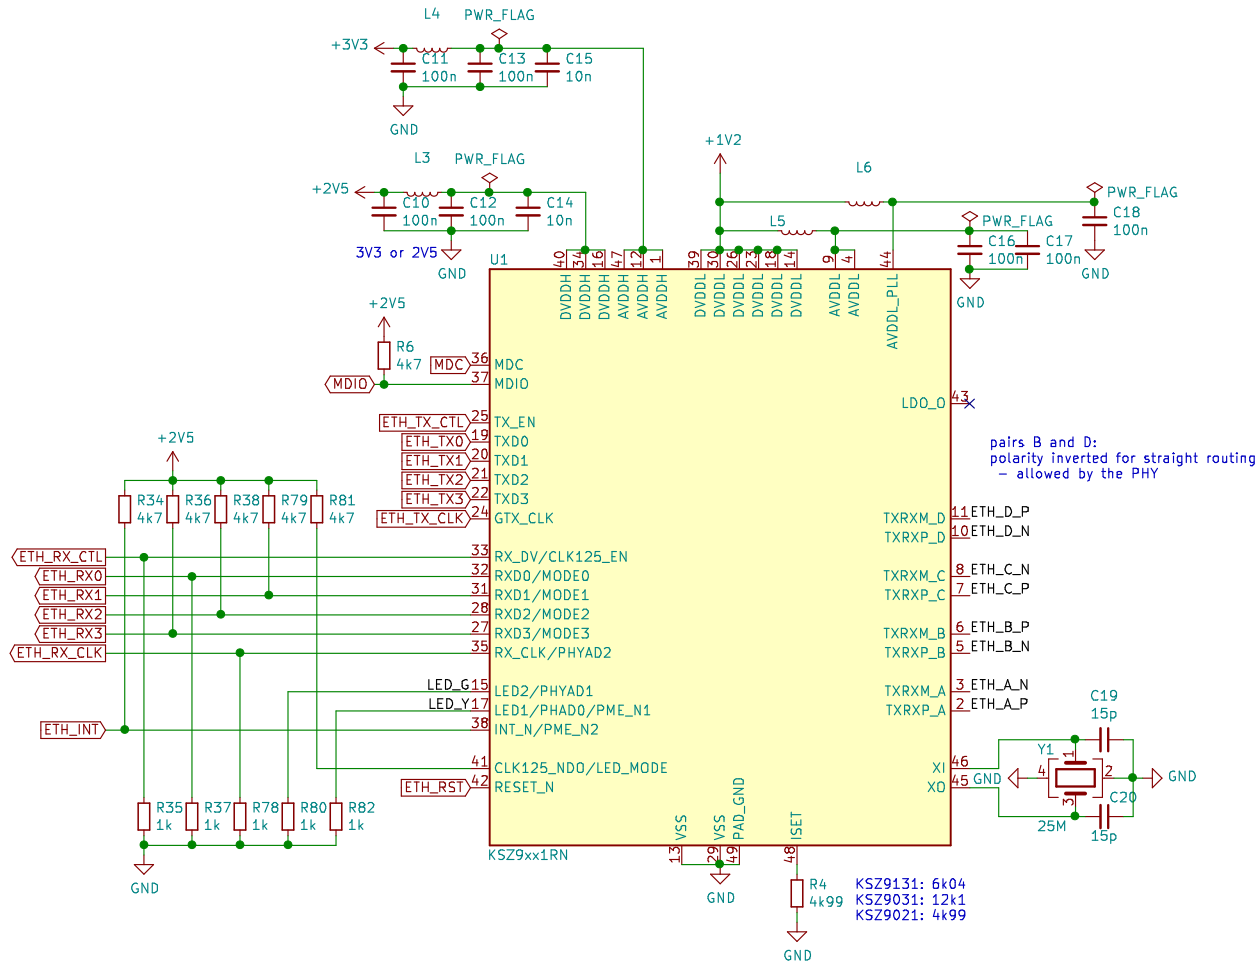 L4 PWR_FLAG
+3V3
C11 C13 C15
100n 100n 10n
GND
L3 PWR_FLAG
+2V5
C10 C12 C14
100n 100n 10n
3V3 or 2V5
GND
+1V2
L6
PWR_FLAG
C18
100n
GND
L5
PWR_FLAG
C16 C17
100n 100n
GND
U1
40 34 16 47 12 1 39 30 26 23 18 14 9 4 44
DVDDH DVDDH DVDDH AVDDH AVDDH AVDDH DVDDL DVDDL DVDDL DVDDL DVDDL DVDDL AVDDL AVDDL AVDDL_PLL
+2V5
R6
4k7
MDC 36 MDC
MDIO 37 MDIO
LDO_O 43
ETH_TX_CTL 25 TX_EN
ETH_TX0 19 TXD0
ETH_TX1 20 TXD1
ETH_TX2 21 TXD2
ETH_TX3 22 TXD3
ETH_TX_CLK 24 GTX_CLK
pairs B and D:
polarity inverted for straight routing
– allowed by the PHY
+2V5
R34 R36 R38 R79 R81
4k7 4k7 4k7 4k7 4k7
TXRXM_D 11 ETH_D_P
TXRXP_D 10 ETH_D_N
ETH_RX_CTL 33 RX_DV/CLK125_EN
ETH_RX0 32 RXD0/MODE0
TXRXM_C 8 ETH_C_N
ETH_RX1 31 RXD1/MODE1
TXRXP_C 7 ETH_C_P
ETH_RX2 28 RXD2/MODE2
ETH_RX3 27 RXD3/MODE3
TXRXM_B 6 ETH_B_P
ETH_RX_CLK 35 RX_CLK/PHYAD2
TXRXP_B 5 ETH_B_N
LED_G 15 LED2/PHYAD1
TXRXM_A 3 ETH_A_N
LED_Y 17 LED1/PHAD0/PME_N1
TXRXP_A 2 ETH_A_P
ETH_INT 38 INT_N/PME_N2
41 CLK125_NDO/LED_MODE
XI 46
ETH_RST 42 RESET_N
XO 45
C19
15p
Y1
1
GND 4 2 GND
3
25M
C20
15p
R35 R37 R78 R80 R82
1k 1k 1k 1k 1k
GND
VSS VSS PAD_GND ISET
13 29 49 48
KSZ9xx1RN
GND
R4
4k99
GND
KSZ9131: 6k04
KSZ9031: 12k1
KSZ9021: 4k99